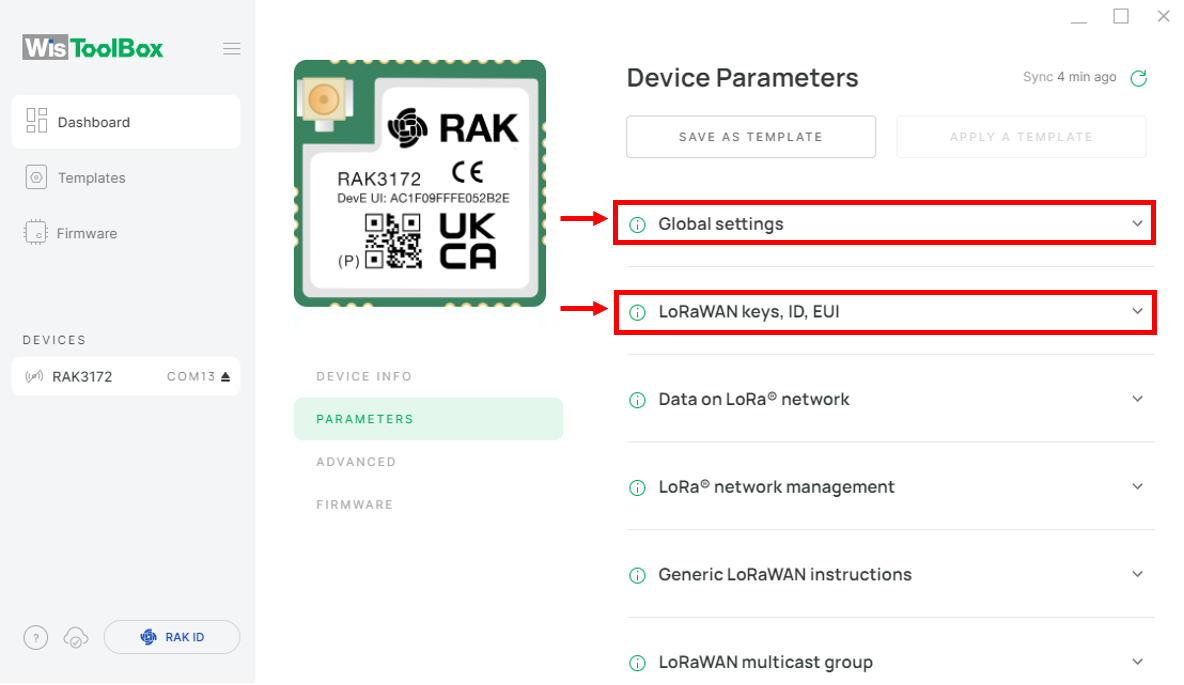 WisToolBox
Dashboard
Templates
Firmware
DEVICES
RAK3172 COM13
?
RAK ID
RAK
RAK3172
DevE UI: AC1F09FFFE052B2E
(P)
CE
UK
CA
DEVICE INFO
PARAMETERS
ADVANCED
FIRMWARE
Device Parameters
Sync 4 min ago
SAVE AS TEMPLATE
APPLY A TEMPLATE
Global settings
LoRaWAN keys, ID, EUI
Data on LoRa® network
LoRa® network management
Generic LoRaWAN instructions
LoRaWAN multicast group